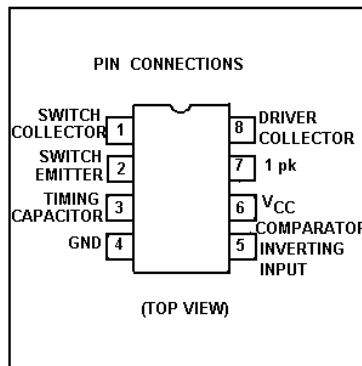 PIN CONNECTIONS
SWITCH
COLLECTOR
1
SWITCH
EMITTER
2
TIMING
CAPACITOR
3
GND
4
8
DRIVER
COLLECTOR
7
1 pk
6
VCC
5
COMPARATOR
INVERTING
INPUT
(TOP VIEW)